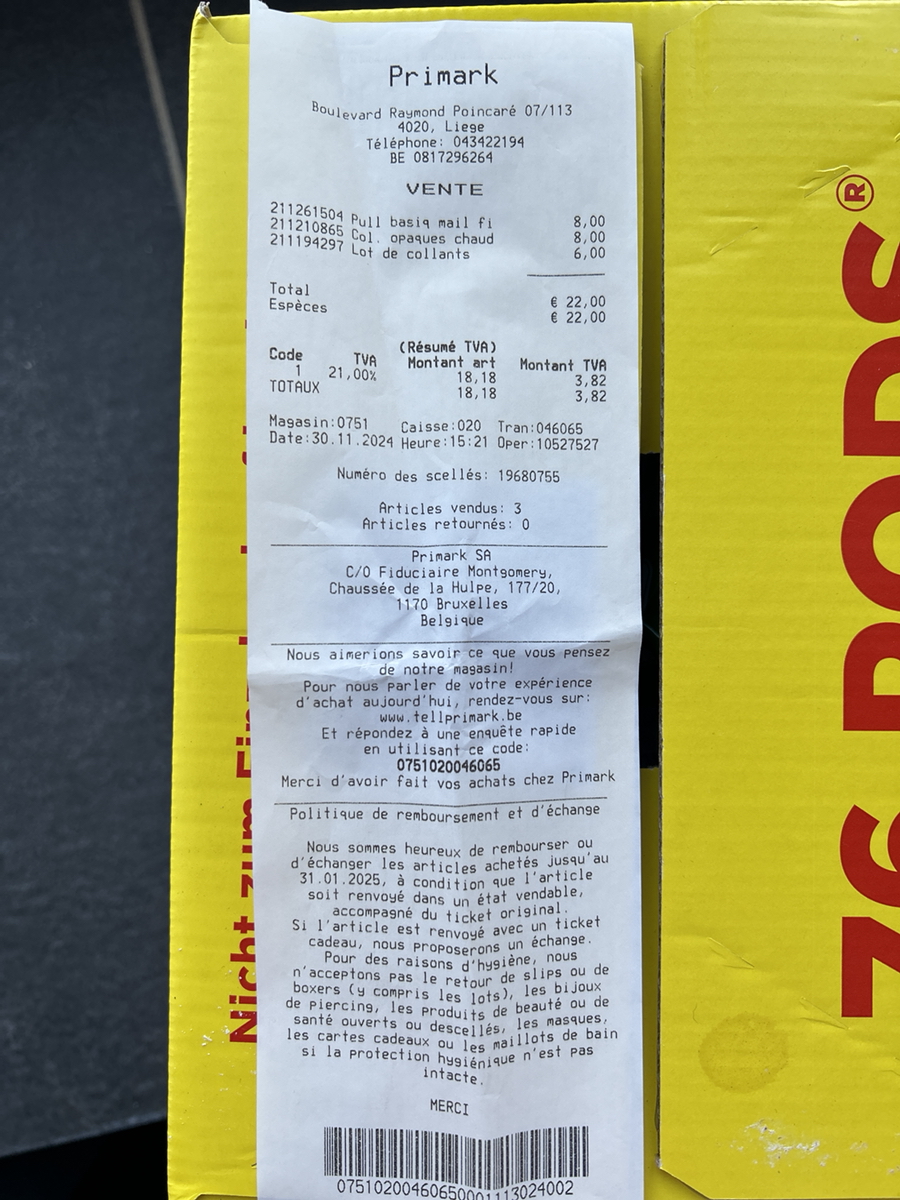 Primark
Boulevard Raymond Poincaré 07/113
4020, Liege
Téléphone: 043422194
BE 0817296264
VENTE
211261504 Pull basiq mail fi 8,00
211210865 Col. opaques chaud 8,00
211194297 Lot de collants 6,00
Total € 22,00
Espèces € 22,00
(Résumé TVA)
Code TVA Montant art Montant TVA
1 21,00% 18,18 3,82
TOTAUX 18,18 3,82
Magasin:0751 Caisse:020 Tran:046065
Date:30.11.2024 Heure:15:21 Oper:10527527
Numéro des scellés: 19680755
Articles vendus: 3
Articles retournés: 0
Primark SA
C/O Fiduciaire Montgomery,
Chaussée de la Hulpe, 177/20,
1170 Bruxelles
Belgique
Nous aimerions savoir ce que vous pensez
de notre magasin!
Pour nous parler de votre expérience
d'achat aujourd'hui, rendez-vous sur:
www.tellprimark.be
Et répondez à une enquête rapide
en utilisant ce code:
0751020046065
Merci d'avoir fait vos achats chez Primark
Politique de remboursement et d'échange
Nous sommes heureux de rembourser ou
d'échanger les articles achetés jusqu'au
31.01.2025, à condition que l'article
soit renvoyé dans un état vendable,
accompagné du ticket original.
Si l'article est renvoyé avec un ticket
cadeau, nous proposerons un échange.
Pour des raisons d'hygiène, nous
n'acceptons pas le retour de slips ou de
boxers (y compris les lots), les bijoux
de piercing, les produits de beauté ou de
santé ouverts ou descellés, les masques,
les cartes cadeaux ou les maillots de bain
si la protection hygiénique n'est pas
intacte.
MERCI
07510200460650001113024002
Nicht zum
76 PODS®